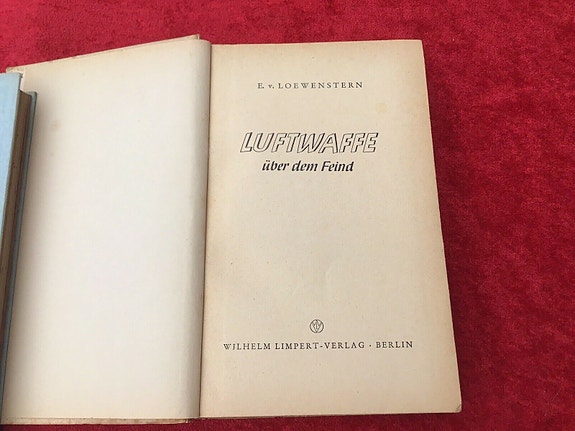 E. v. LOEWENSTERN
LUFTWAFFE
über dem Feind
WILHELM LIMPERT-VERLAG · BERLIN